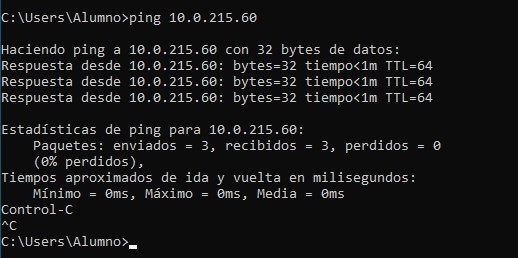 C:\Users\Alumno>ping 10.0.215.60
Haciendo ping a 10.0.215.60 con 32 bytes de datos:
Respuesta desde 10.0.215.60: bytes=32 tiempo<1m TTL=64
Respuesta desde 10.0.215.60: bytes=32 tiempo<1m TTL=64
Respuesta desde 10.0.215.60: bytes=32 tiempo<1m TTL=64
Estadísticas de ping para 10.0.215.60:
Paquetes: enviados = 3, recibidos = 3, perdidos = 0
(0% perdidos),
Tiempos aproximados de ida y vuelta en milisegundos:
Mínimo = 0ms, Máximo = 0ms, Media = 0ms
Control-C
^C
C:\Users\Alumno>